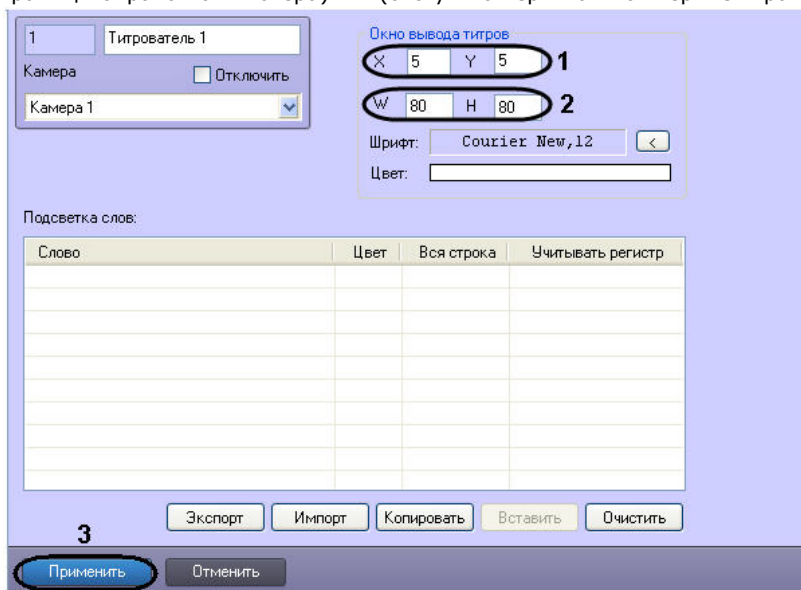 1 Титрователь 1
Камера Отключить
Камера 1
Окно вывода титров
X 5 Y 5 1
W 80 H 80 2
Шрифт: Courier New,12 <
Цвет:
Подсветка слов:
Слово Цвет Вся строка Учитывать регистр
Экспорт Импорт Копировать Вставить Очистить
3
Применить Отменить